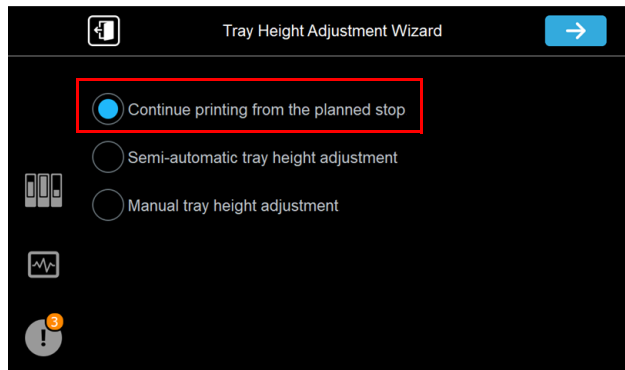 Tray Height Adjustment Wizard
Continue printing from the planned stop
Semi-automatic tray height adjustment
Manual tray height adjustment
3